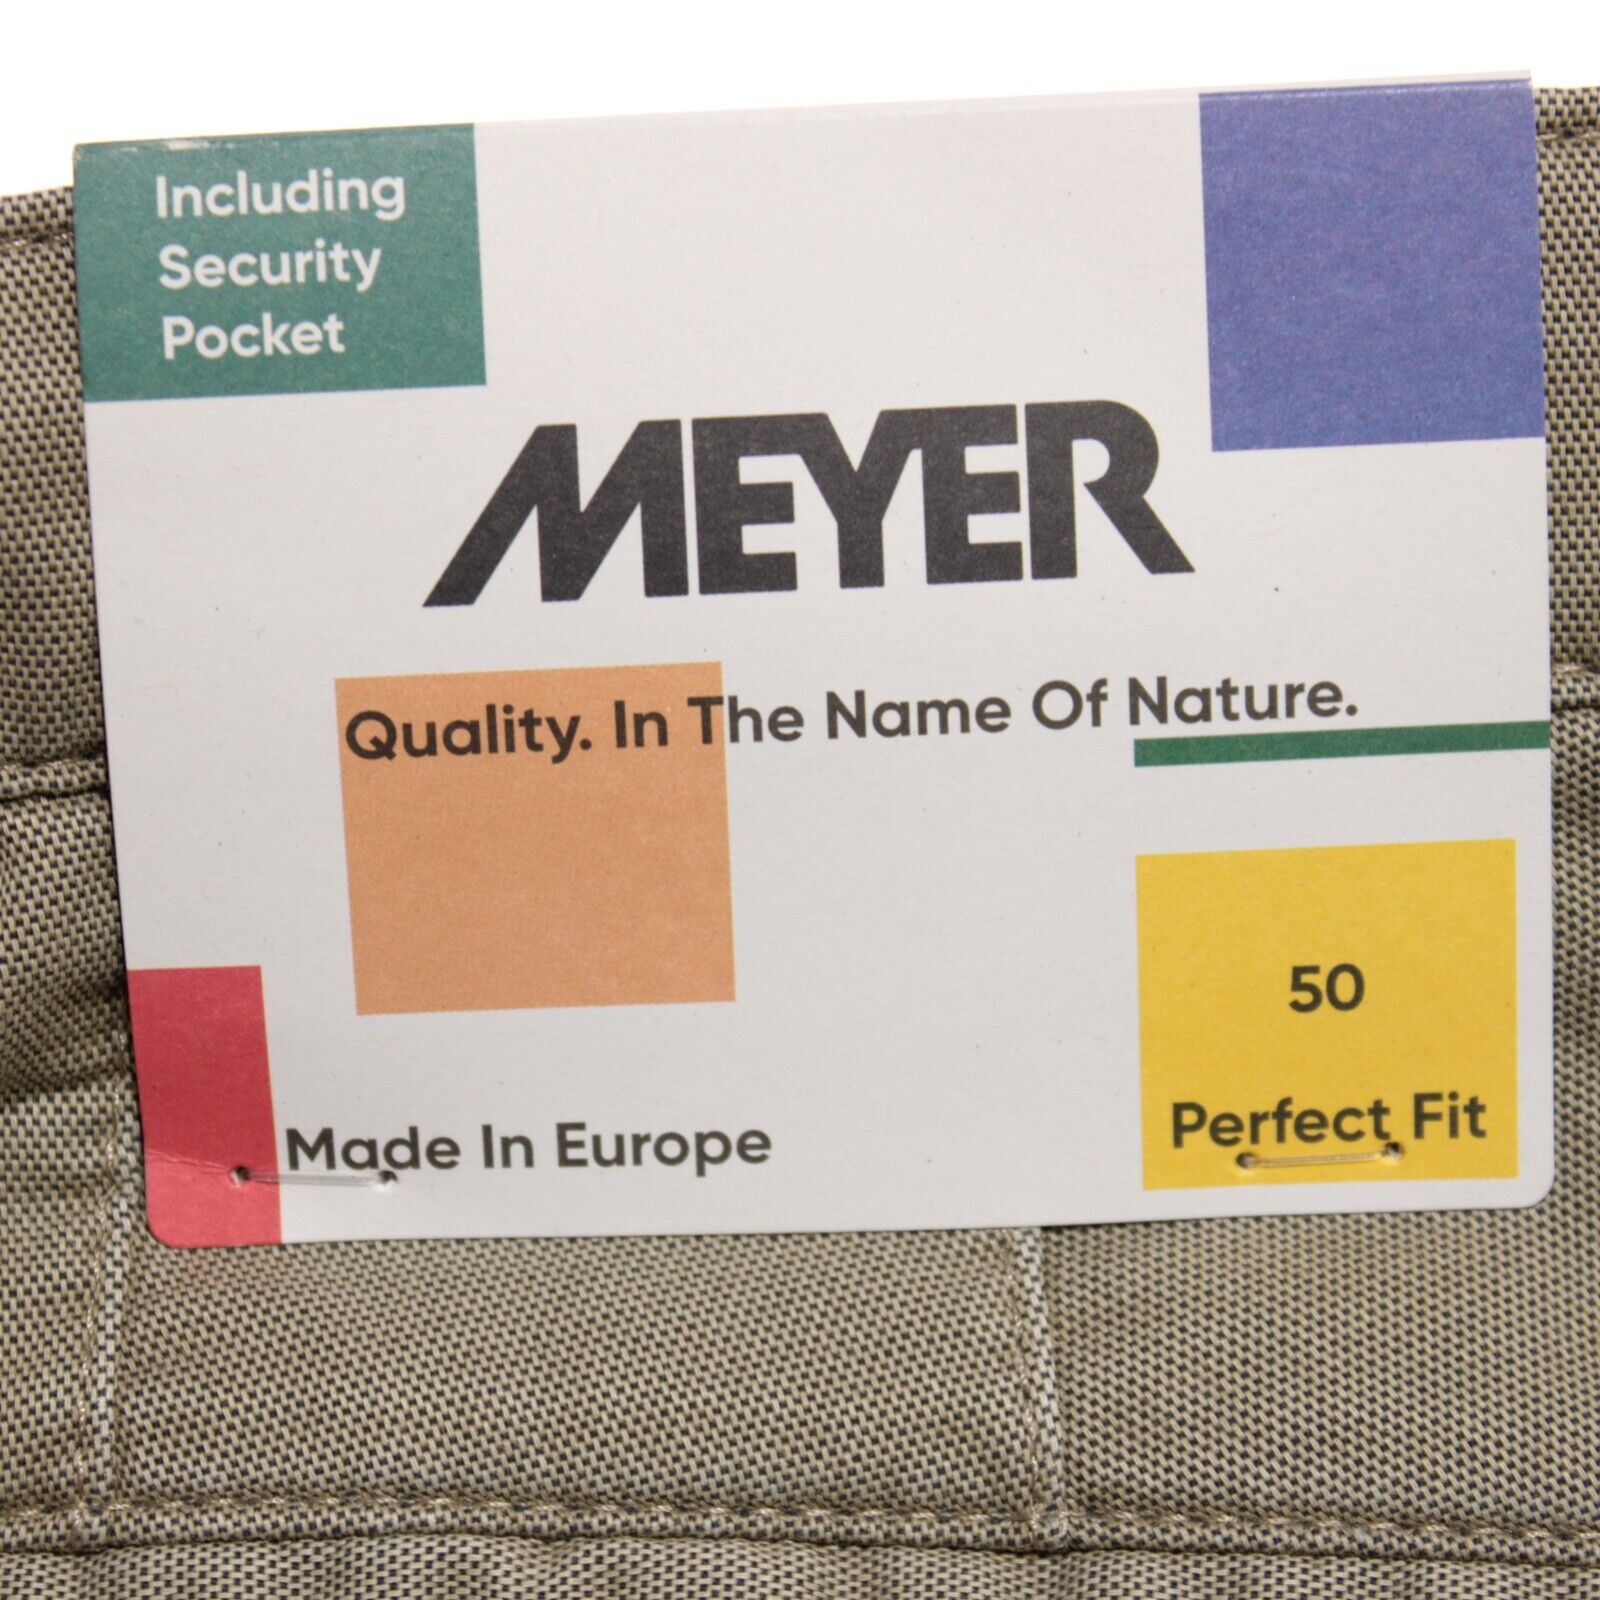 Including
Security
Pocket
MEYER
Quality. In The Name Of Nature.
50
Perfect Fit
Made In Europe